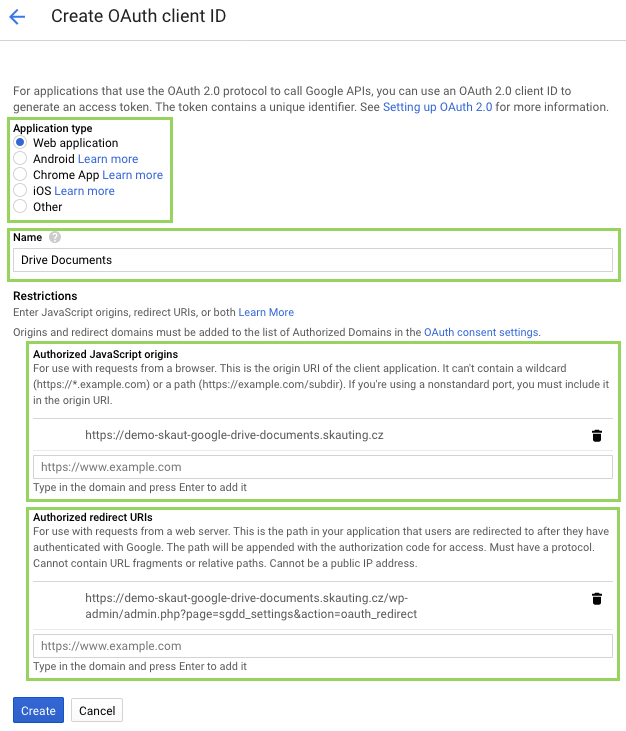 Create OAuth client ID
For applications that use the OAuth 2.0 protocol to call Google APIs, you can use an OAuth 2.0 client ID to
generate an access token. The token contains a unique identifier. See Setting up OAuth 2.0 for more information.
Application type
Web application
Android Learn more
Chrome App Learn more
iOS Learn more
Other
Name ?
Drive Documents
Restrictions
Enter JavaScript origins, redirect URIs, or both Learn More
Origins and redirect domains must be added to the list of Authorized Domains in the OAuth consent settings.
Authorized JavaScript origins
For use with requests from a browser. This is the origin URI of the client application. It can't contain a wildcard
(https://*.example.com) or a path (https://example.com/subdir). If you're using a nonstandard port, you must include it
in the origin URI.
https://demo-skaut-google-drive-documents.skauting.cz
https://www.example.com
Type in the domain and press Enter to add it
Authorized redirect URIs
For use with requests from a web server. This is the path in your application that users are redirected to after they have
authenticated with Google. The path will be appended with the authorization code for access. Must have a protocol.
Cannot contain URL fragments or relative paths. Cannot be a public IP address.
https://demo-skaut-google-drive-documents.skauting.cz/wp-
admin/admin.php?page=sgdd_settings&action=oauth_redirect
https://www.example.com
Type in the domain and press Enter to add it
Create Cancel